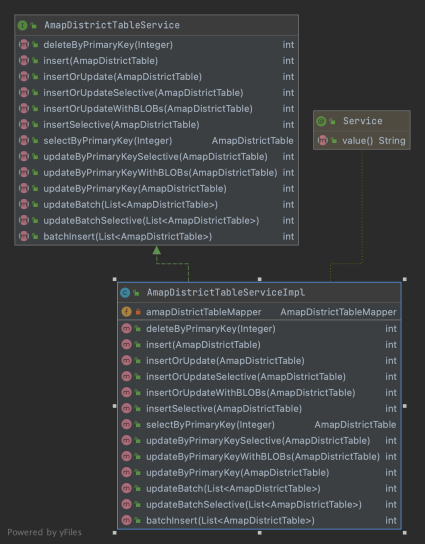 AmapDistrictTableService
deleteByPrimaryKey(Integer) int
insert(AmapDistrictTable) int
insertOrUpdate(AmapDistrictTable) int
insertOrUpdateSelective(AmapDistrictTable) int
insertOrUpdateWithBLOBs(AmapDistrictTable) int
insertSelective(AmapDistrictTable) int
selectByPrimaryKey(Integer) AmapDistrictTable
updateByPrimaryKeySelective(AmapDistrictTable) int
updateByPrimaryKeyWithBLOBs(AmapDistrictTable) int
updateByPrimaryKey(AmapDistrictTable) int
updateBatch(List<AmapDistrictTable>) int
updateBatchSelective(List<AmapDistrictTable>) int
batchInsert(List<AmapDistrictTable>) int
Service
value() String
AmapDistrictTableServiceImpl
amapDistrictTableMapper AmapDistrictTableMapper
deleteByPrimaryKey(Integer) int
insert(AmapDistrictTable) int
insertOrUpdate(AmapDistrictTable) int
insertOrUpdateSelective(AmapDistrictTable) int
insertOrUpdateWithBLOBs(AmapDistrictTable) int
insertSelective(AmapDistrictTable) int
selectByPrimaryKey(Integer) AmapDistrictTable
updateByPrimaryKeySelective(AmapDistrictTable) int
updateByPrimaryKeyWithBLOBs(AmapDistrictTable) int
updateByPrimaryKey(AmapDistrictTable) int
updateBatch(List<AmapDistrictTable>) int
updateBatchSelective(List<AmapDistrictTable>) int
batchInsert(List<AmapDistrictTable>) int
Powered by yFiles